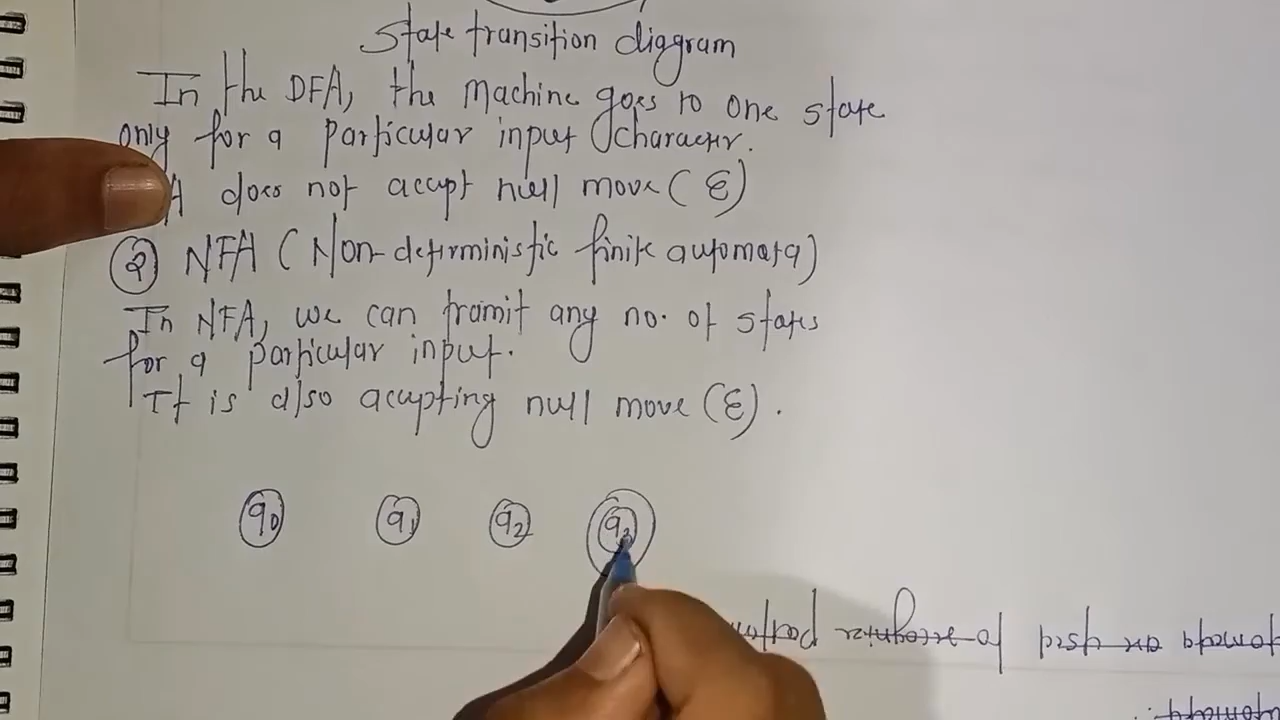 State transition diagram
In the DFA, the machine goes to one state
only for a particular input character.
A does not accept null move (ε)
② NFA (Non-deterministic finite automata)
In NFA, we can transmit any no. of states
for a particular input.
It is also accepting null move (ε).
q0 q1 q2